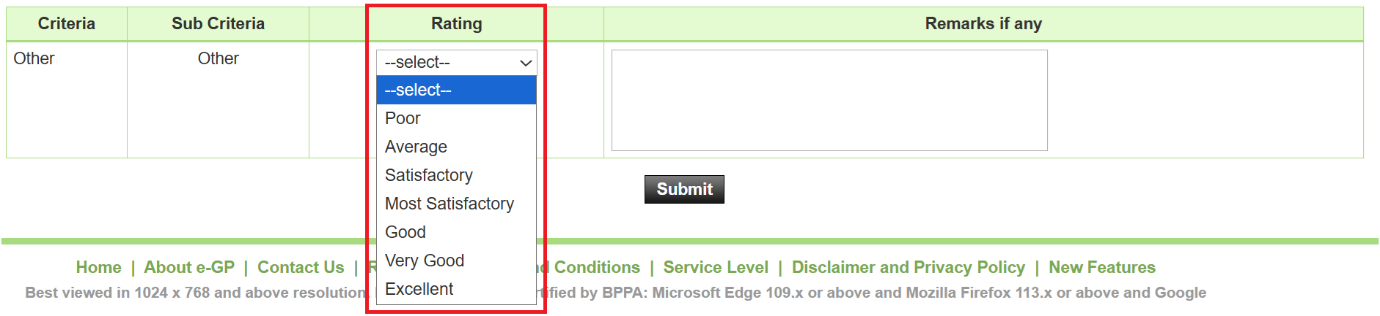 Criteria Sub Criteria Rating Remarks if any
Other Other --select--
--select--
Poor
Average
Satisfactory
Most Satisfactory
Good
Very Good
Excellent
Submit
Home | About e-GP | Contact Us | Conditions | Service Level | Disclaimer and Privacy Policy | New Features
Best viewed in 1024 x 768 and above resolution. by BPPA: Microsoft Edge 109.x or above and Mozilla Firefox 113.x or above and Google